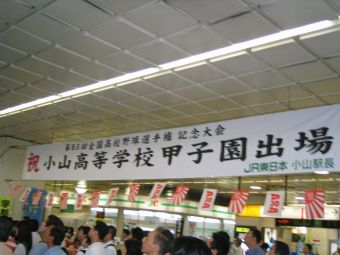 第85回全国高校野球選手権 記念大会
祝 小山高等学校 甲子園出場
JR東日本 小山駅長